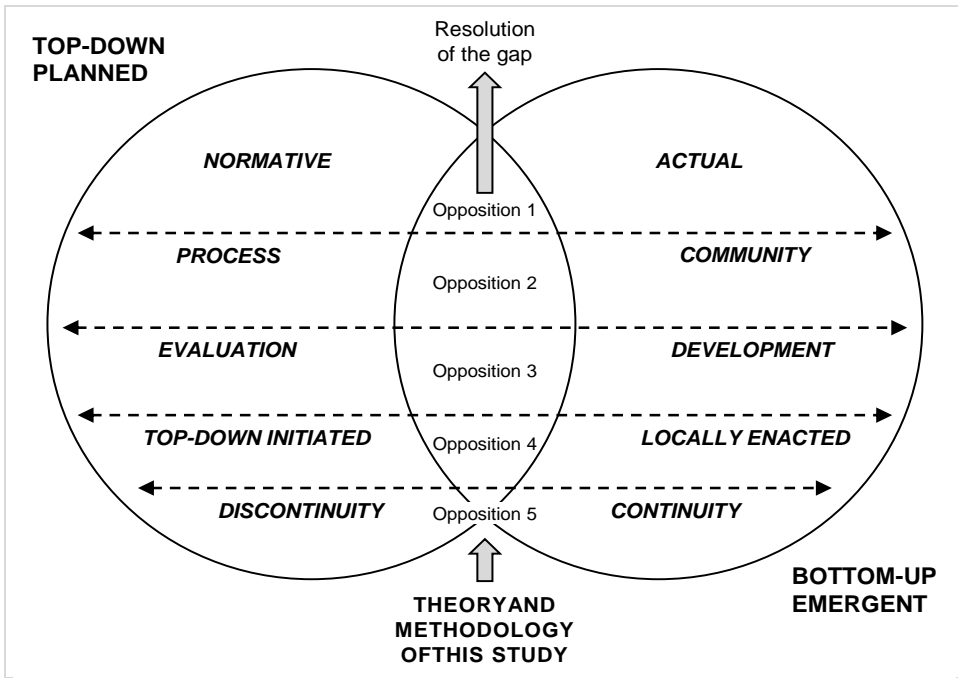 TOP-DOWN
PLANNED
Resolution
of the gap
NORMATIVE
ACTUAL
Opposition 1
PROCESS
COMMUNITY
Opposition 2
EVALUATION
DEVELOPMENT
Opposition 3
TOP-DOWN INITIATED
LOCALLY ENACTED
Opposition 4
DISCONTINUITY
CONTINUITY
Opposition 5
BOTTOM-UP
EMERGENT
THEORYAND
METHODOLOGY
OFTHIS STUDY